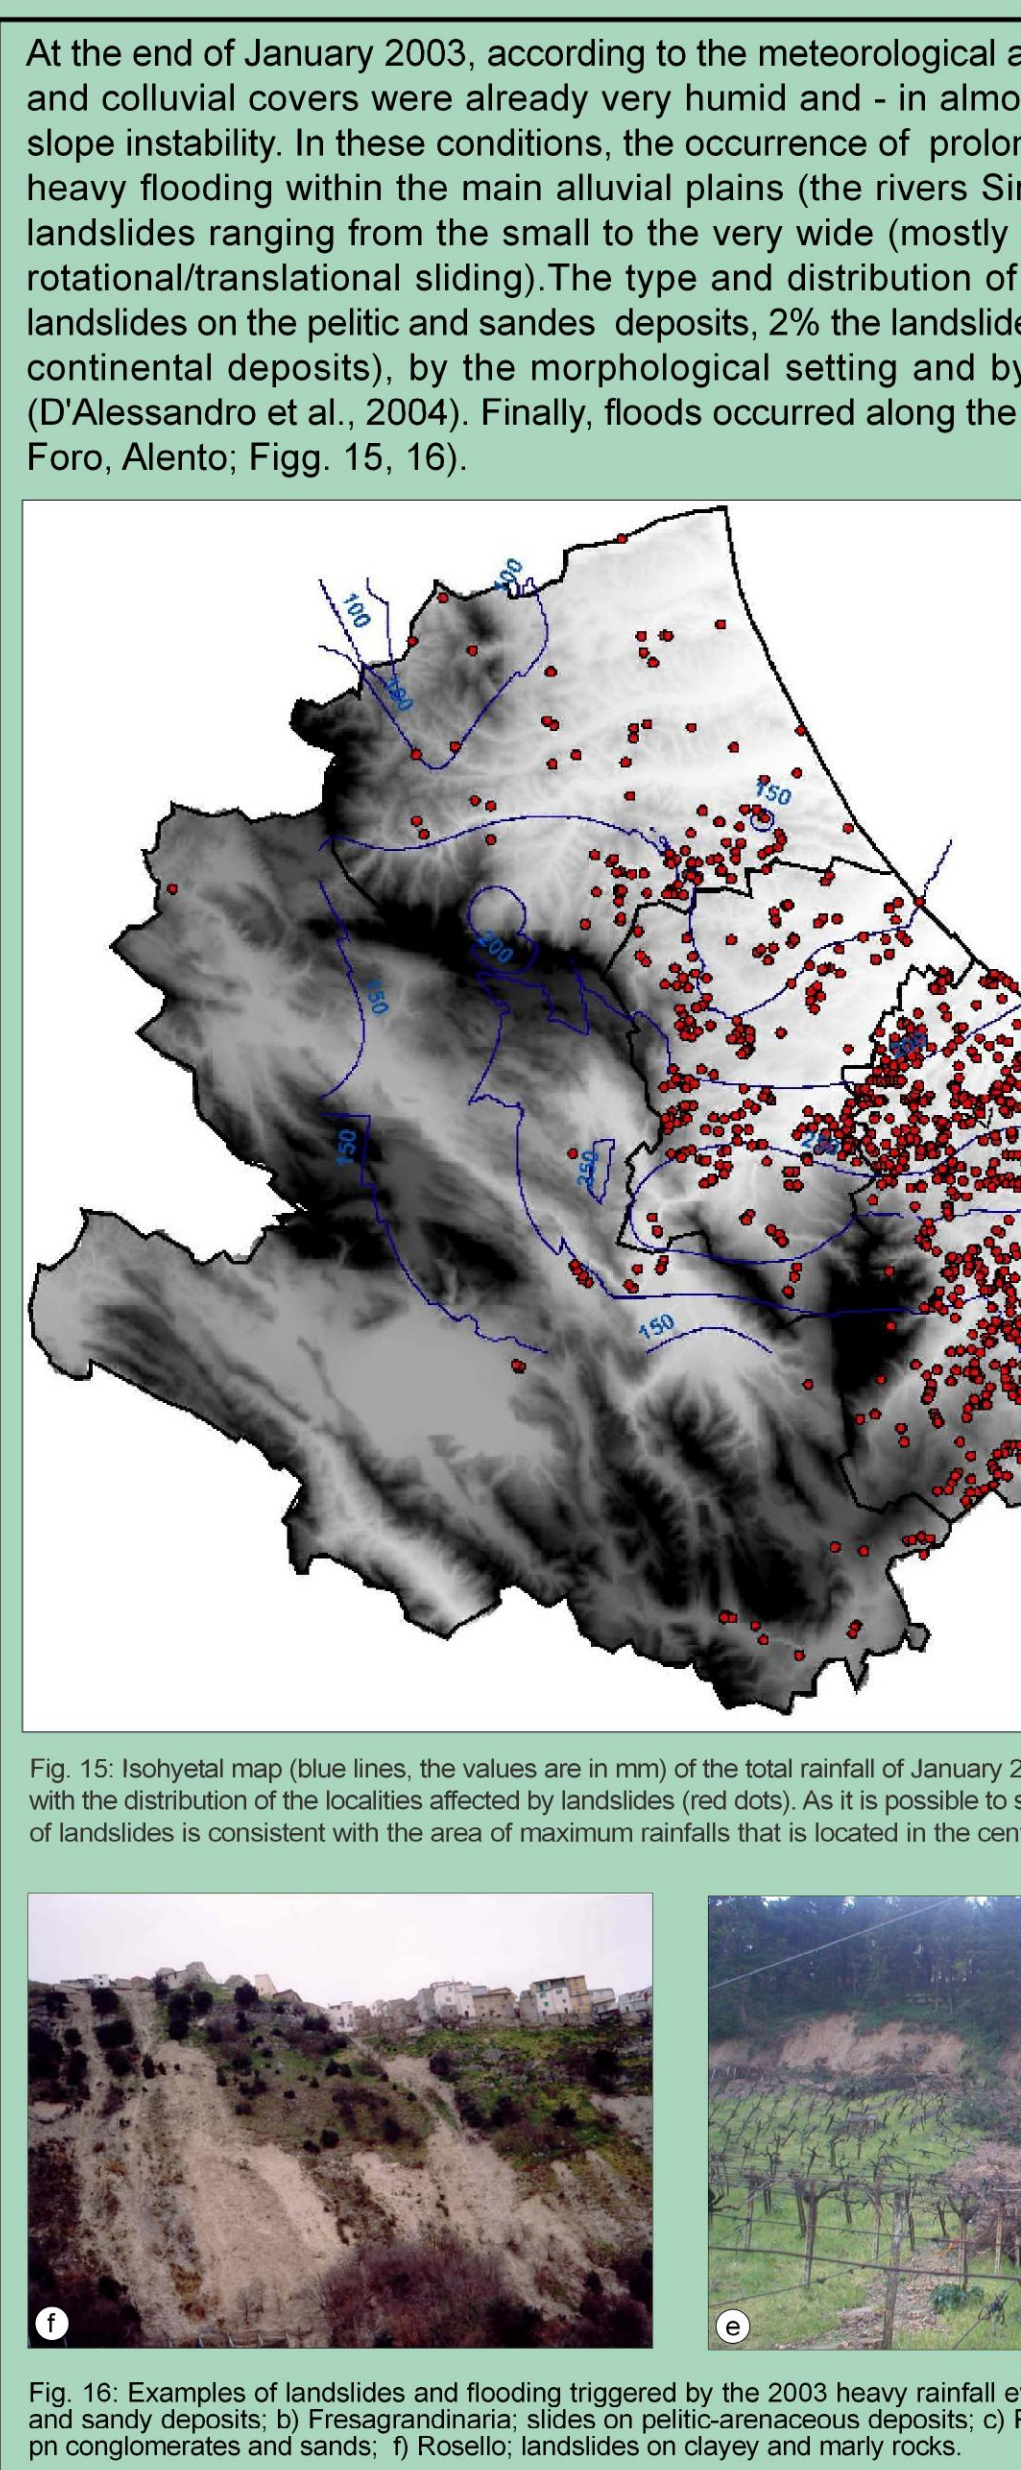 At the end of January 2003, according to the meteorological a
and colluvial covers were already very humid and - in almo
slope instability. In these conditions, the occurrence of prolor
heavy flooding within the main alluvial plains (the rivers Sin
landslides ranging from the small to the very wide (mostly
rotational/translational sliding).The type and distribution of
landslides on the pelitic and sandes deposits, 2% the landslide
continental deposits), by the morphological setting and by
(D'Alessandro et al., 2004). Finally, floods occurred along the
Foro, Alento; Figg. 15, 16).
100
100
150
200
150
150
250
150
Fig. 15: Isohyetal map (blue lines, the values are in mm) of the total rainfall of January 2
with the distribution of the localities affected by landslides (red dots). As it is possible to s
of landslides is consistent with the area of maximum rainfalls that is located in the cen
f
e
Fig. 16: Examples of landslides and flooding triggered by the 2003 heavy rainfall e
and sandy deposits; b) Fresagrandinaria; slides on pelitic-arenaceous deposits; c)
pn conglomerates and sands; f) Rosello; landslides on clayey and marly rocks.